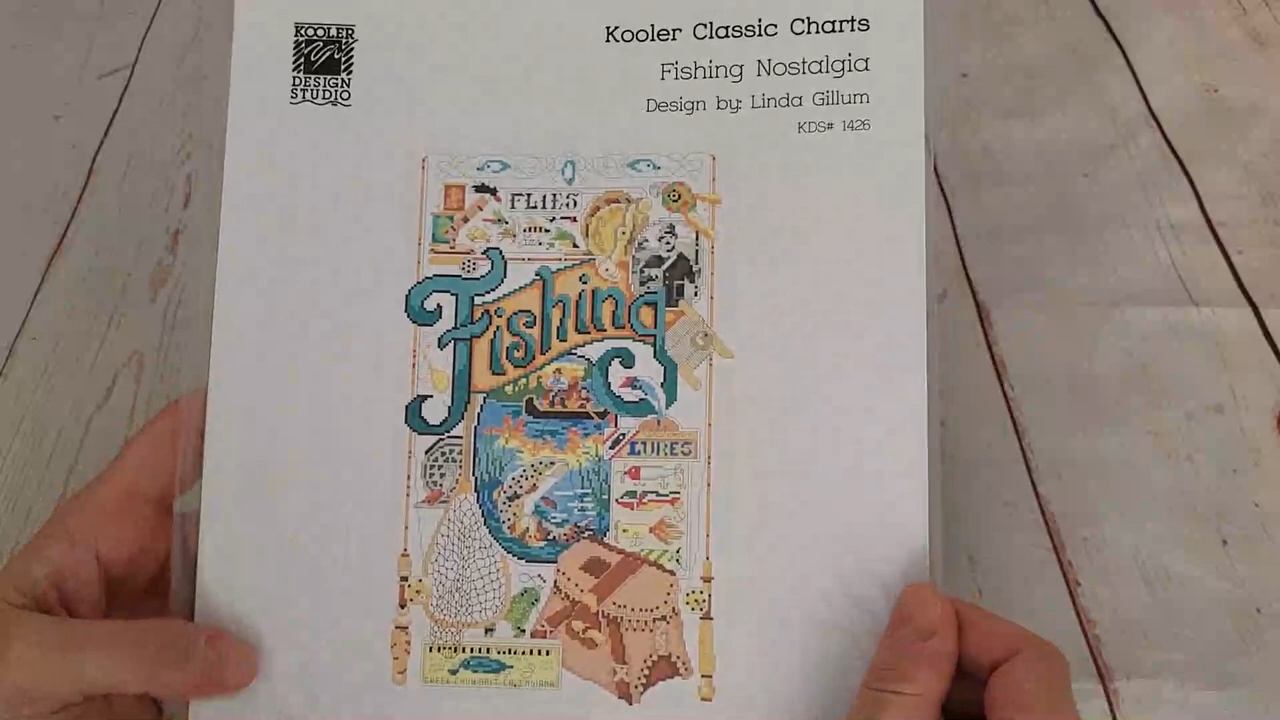 KOOLER
DESIGN
STUDIO
Kooler Classic Charts
Fishing Nostalgia
Design by: Linda Gillum
KDS# 1426
FLIES
Fishing
LURES